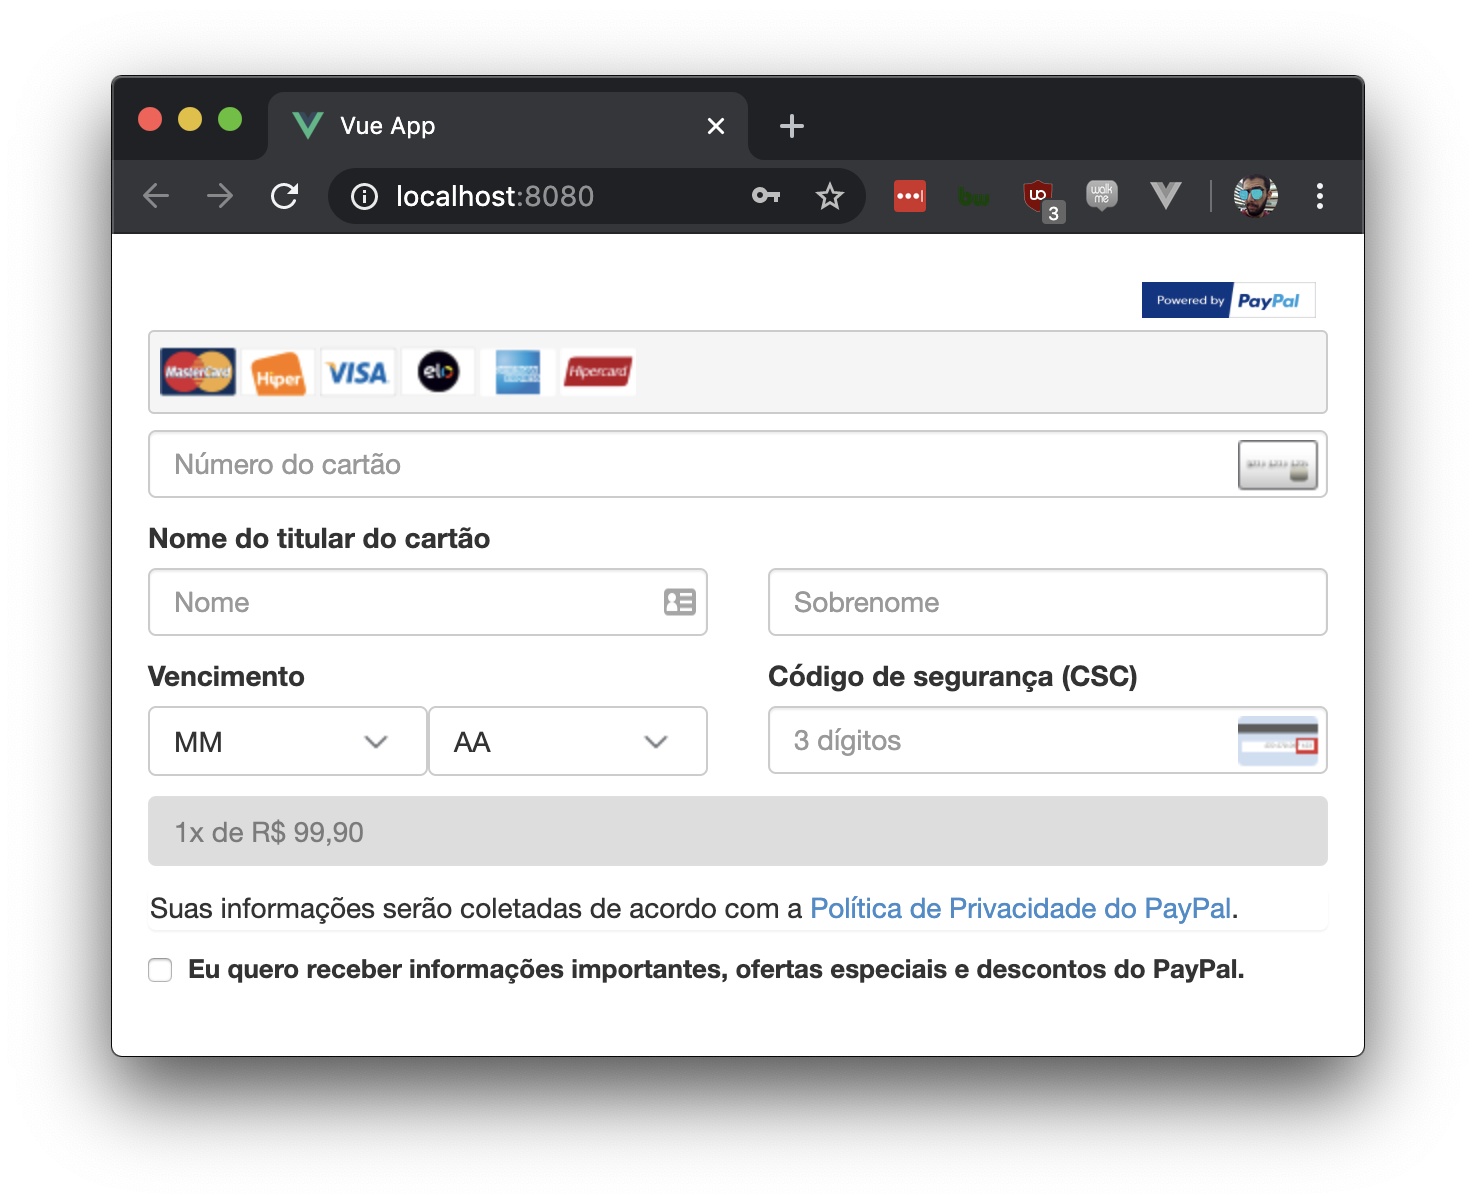 Vue App
localhost:8080
3
walk me
Powered by PayPal
MasterCard Hiper VISA elo Hipercard
Número do cartão
Nome do titular do cartão
Nome Sobrenome
Vencimento Código de segurança (CSC)
MM AA 3 dígitos
1x de R$ 99,90
Suas informações serão coletadas de acordo com a Política de Privacidade do PayPal.
Eu quero receber informações importantes, ofertas especiais e descontos do PayPal.